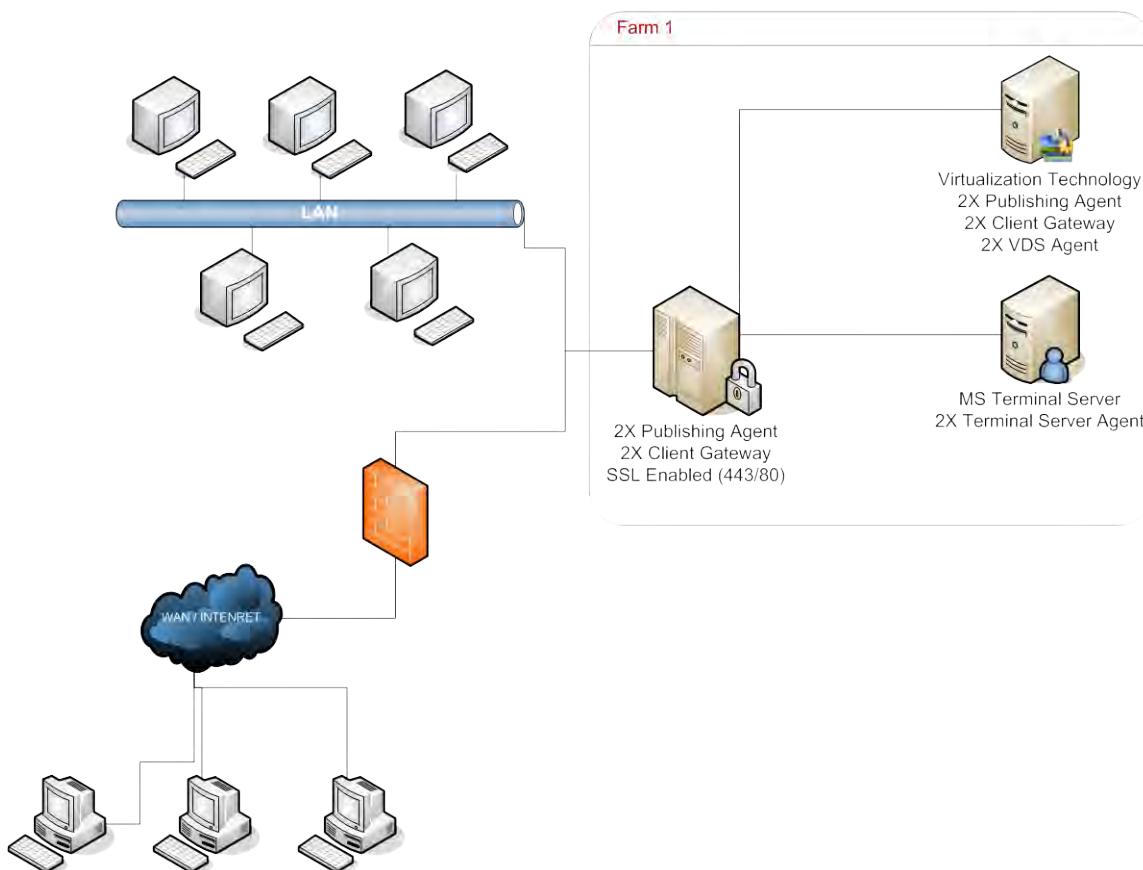 Farm 1
LAN
Virtualization Technology
2X Publishing Agent
2X Client Gateway
2X VDS Agent
MS Terminal Server
2X Terminal Server Agent
2X Publishing Agent
2X Client Gateway
SSL Enabled (443/80)
WAN / INTENRET